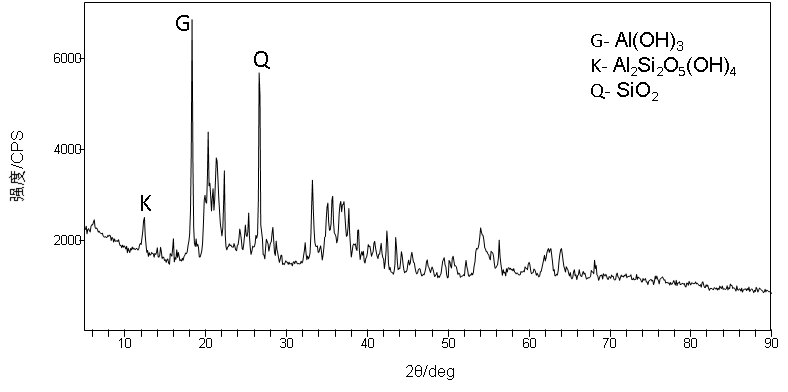 G
Q
K
G- Al(OH)3
K- Al2Si2O5(OH)4
Q- SiO2
6000
4000
2000
强度/CPS
10 20 30 40 50 60 70 80 90
2θ/deg